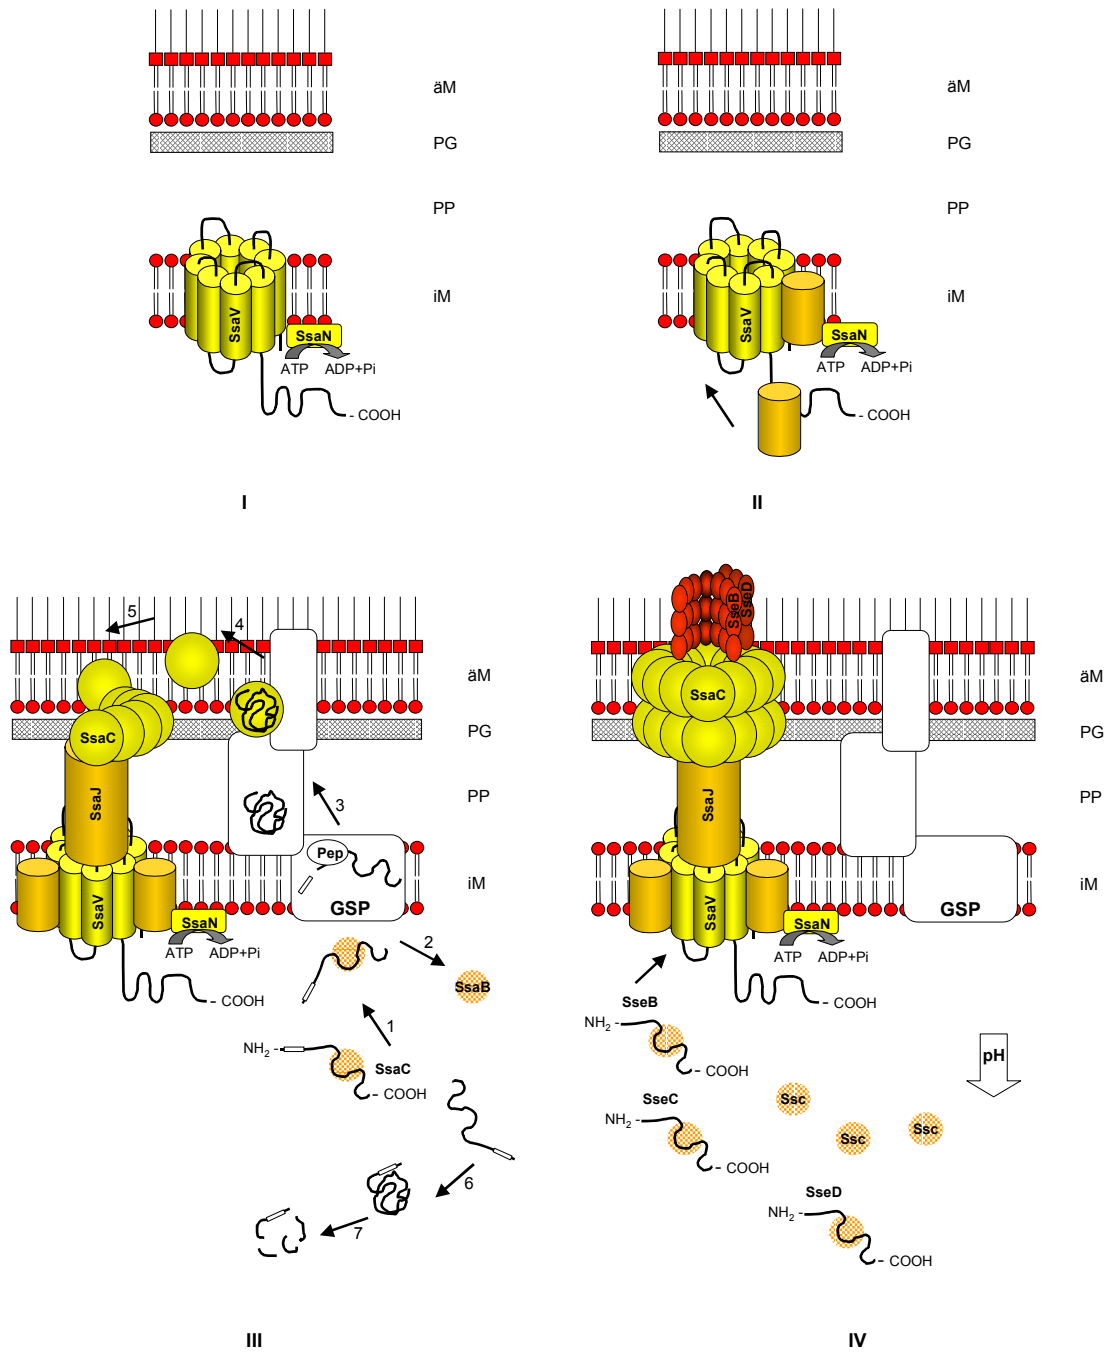 äM
PG
PP
iM
SsaV
SsaN
ATP
ADP+Pi
- COOH
I
äM
PG
PP
iM
SsaV
SsaN
ATP
ADP+Pi
- COOH
II
5
4
äM
SsaC
PG
SsaJ
3
PP
Pep
iM
SsaV
GSP
SsaN
ATP
ADP+Pi
2
SsaB
- COOH
1
NH2 -
SsaC
- COOH
6
7
III
SseB
SseD
äM
SsaC
PG
SsaJ
PP
iM
SsaV
GSP
SsaN
ATP
ADP+Pi
- COOH
SseB
NH2 -
- COOH
pH
SseC
NH2 -
- COOH
Ssc
Ssc
Ssc
SseD
NH2 -
- COOH
IV